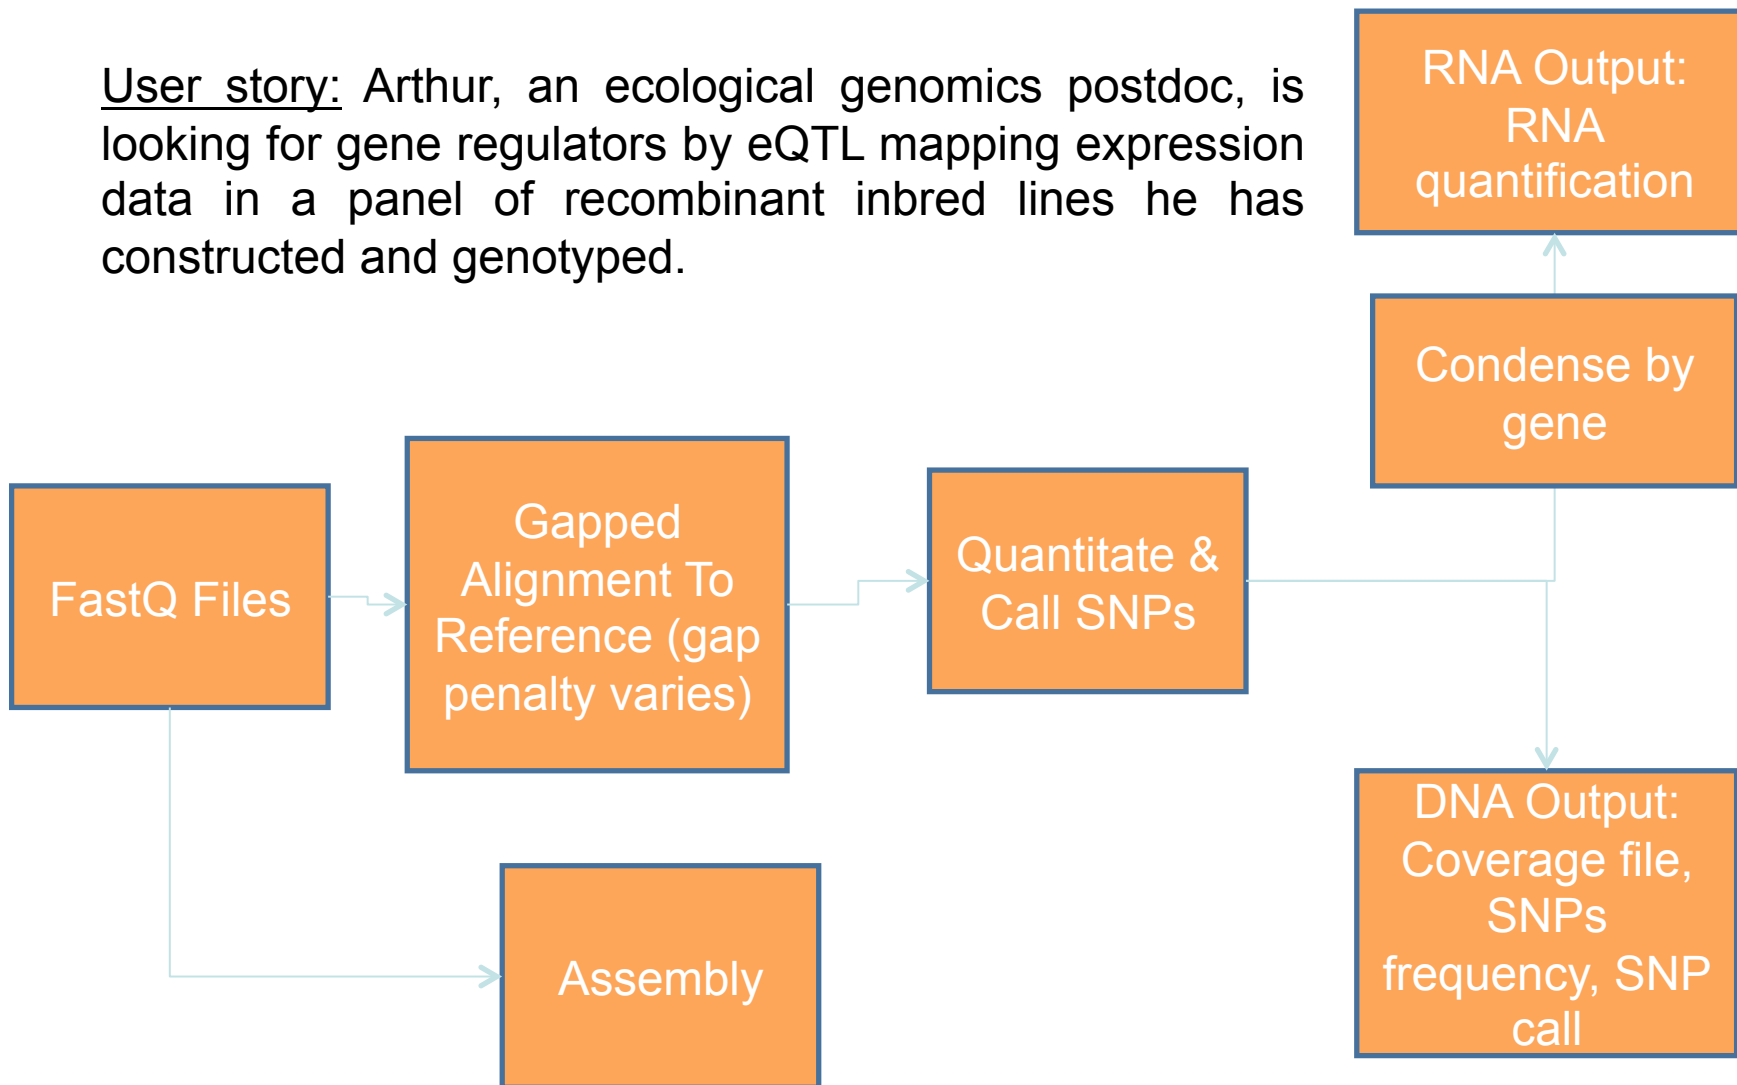 User story: Arthur, an ecological genomics postdoc, is
looking for gene regulators by eQTL mapping expression
data in a panel of recombinant inbred lines he has
constructed and genotyped.
RNA Output:
RNA
quantification
Condense by
gene
FastQ Files
Gapped
Alignment To
Reference (gap
penalty varies)
Quantitate &
Call SNPs
Assembly
DNA Output:
Coverage file,
SNPs
frequency, SNP
call